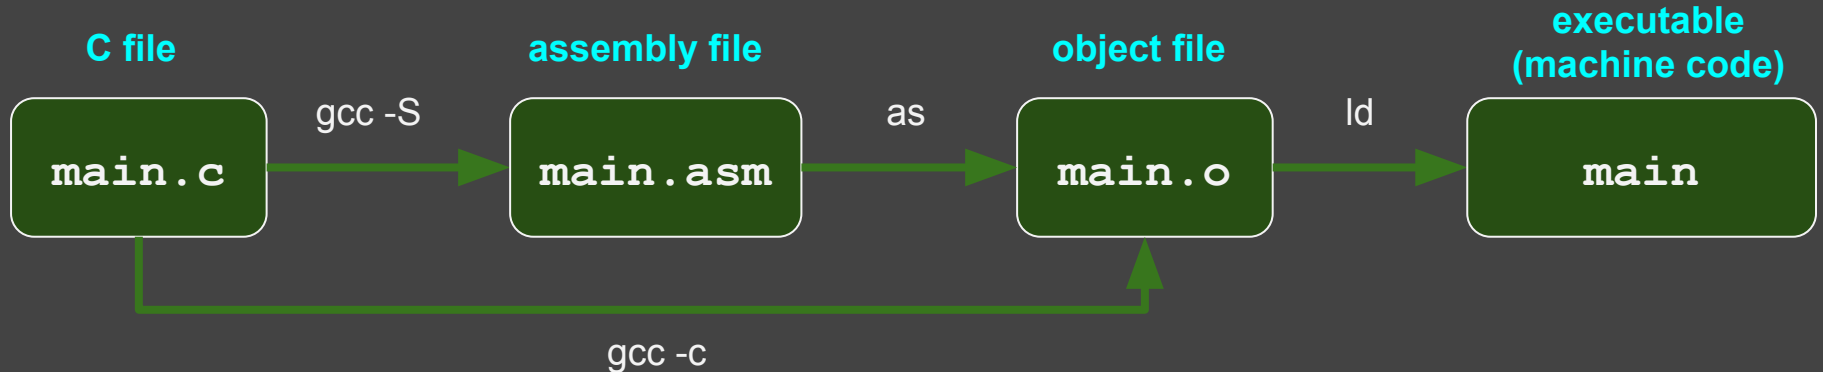 C file
assembly file
object file
executable
(machine code)
gcc -S
as
ld
main.c
main.asm
main.o
main
gcc -c